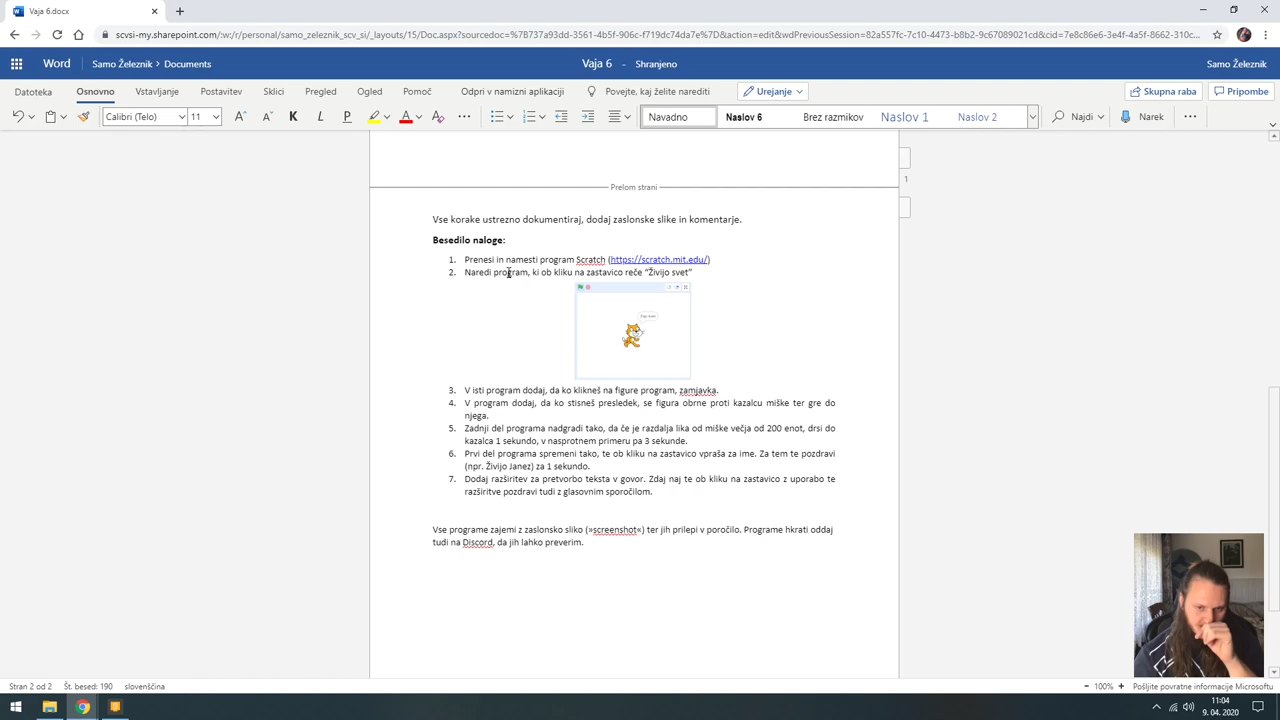 Vaja 6.docx
scvsi-my.sharepoint.com/:w:/r/personal/samo_zeleznik_scv_si/_layouts/15/Doc.aspx?sourcedoc=%7B737a93dd-3561-4b5f-906c-f719dc74da7e%7D&action=edit&wdPreviousSession=82a557fc-7c10-4473-b8d8-b9c67089021cd&cid=7e8c86e6-3e4f-4a5f-8662-310c...
Word Samo Železnik > Documents Vaja 6 - Shranjeno Samo Železnik
Datoteka Osnovno Vstavljanje Postavitev Sklici Pregled Ogled Pomoč Odpri v namizni aplikaciji Povejte, kaj želite narediti Urejanje Skupna raba Pripombe
Calibri (Telo) 11 K L P A Navadno Naslov 6 Brez razmikov Naslov 1 Naslov 2 Najdi Narek
Prelom strani
1
Vse korake ustrezno dokumentiraj, dodaj zaslonske slike in komentarje.
Besedilo naloge:
1. Prenesi in namesti program Scratch (https://scratch.mit.edu/)
2. Naredi program, ki ob kliku na zastavico reče “Živijo svet”
3. V isti program dodaj, da ko klikneš na figure program, zamjavka.
4. V program dodaj, da ko stisneš presledek, se figura obrne proti kazalcu miške ter gre do
njega.
5. Zadnji del programa nadgradi tako, da če je razdalja lika od miške večja od 200 enot, drsi do
kazalca 1 sekundo, v nasprotnem primeru pa 3 sekunde.
6. Prvi del programa spremeni tako, te ob kliku na zastavico vpraša za ime. Za tem te pozdravi
(npr. Živijo Janez) za 1 sekundo.
7. Dodaj razširitev za pretvorbo teksta v govor. Zdaj naj te ob kliku na zastavico z uporabo te
razširitve pozdravi tudi z glasovnim sporočilom.
Vse programe zajemi z zaslonsko sliko (»screenshot«) ter jih prilepi v poročilo. Programe hkrati oddaj
tudi na Discord, da jih lahko preverim.
Stran 2 od 2 Št. besed: 190 slovenščina 100% Pošljite povratne informacije Microsoftu
11:04
9. 04. 2020